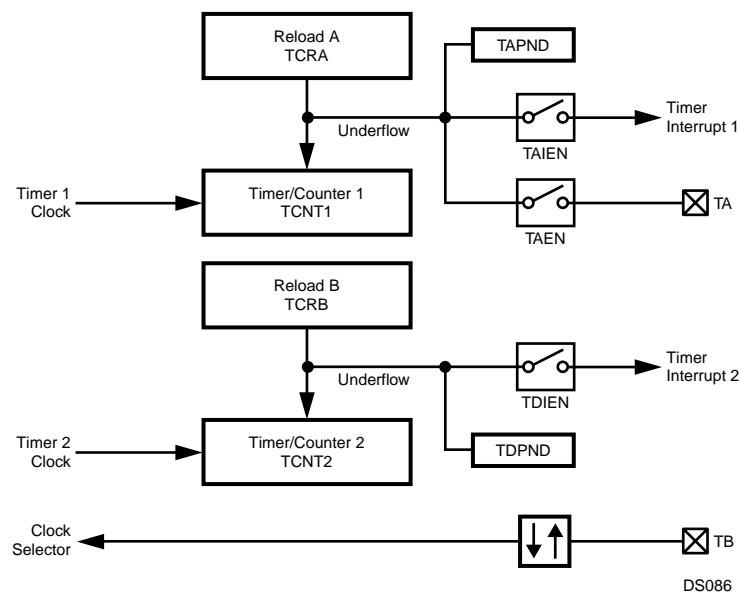 Reload A
TCRA
TAPND
Underflow
Timer
Interrupt 1
TAIEN
Timer 1
Clock
Timer/Counter 1
TCNT1
TAEN
TA
Reload B
TCRB
Underflow
Timer
Interrupt 2
TDIEN
Timer 2
Clock
Timer/Counter 2
TCNT2
TDPND
Clock
Selector
TB
DS086